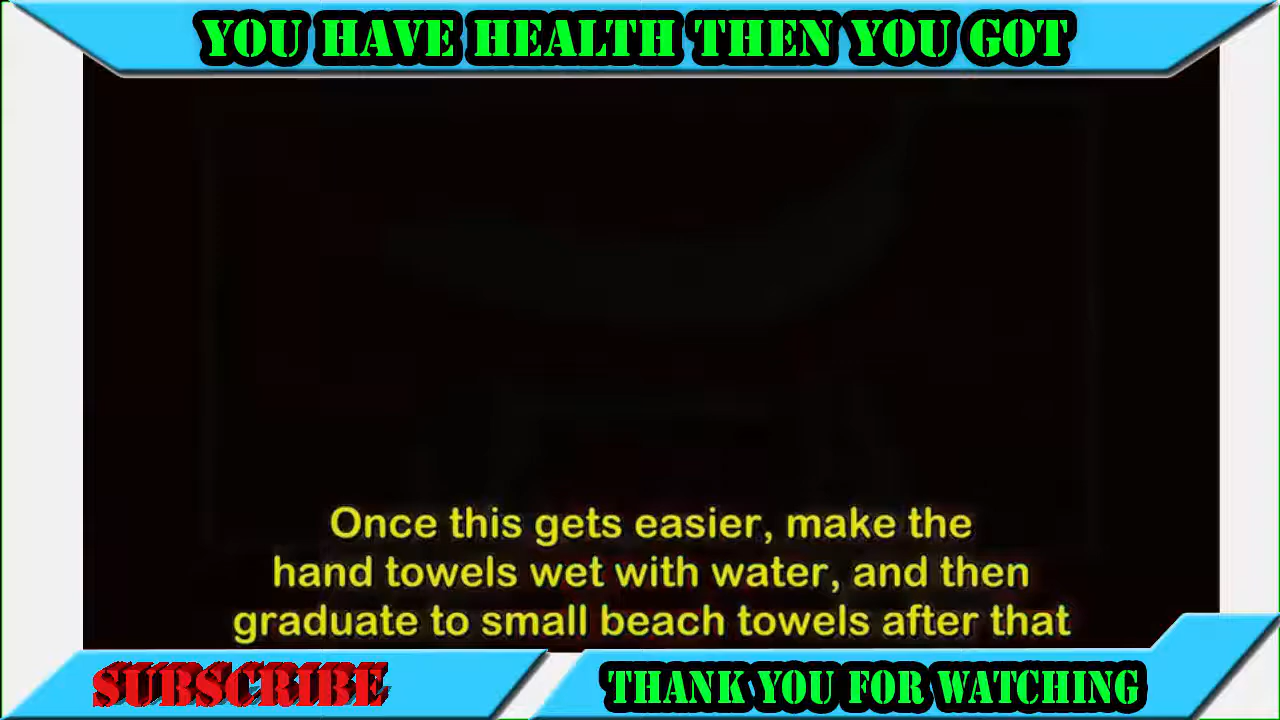 YOU HAVE HEALTH THEN YOU GOT
Once this gets easier, make the
hand towels wet with water, and then
graduate to small beach towels after that
SUBSCRIBE
THANK YOU FOR WATCHING